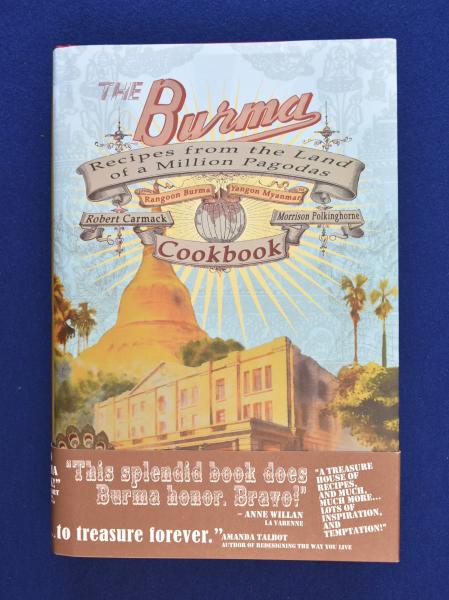 THE Burma
Recipes from the Land
of a Million Pagodas
Rangoon Burma Yangon Myanmar
Robert Carmack Morrison Polkinghorne
Cookbook
"This splendid book does
Burma honor. Bravo!"
– ANNE WILLAN
LA VARENNE
"A TREASURE
HOUSE OF
RECIPES,
AND MUCH,
MUCH MORE...
LOTS OF
INSPIRATION,
AND
TEMPTATION!"
...to treasure forever."
AMANDA TALBOT
AUTHOR OF REDESIGNING THE WAY YOU LIVE